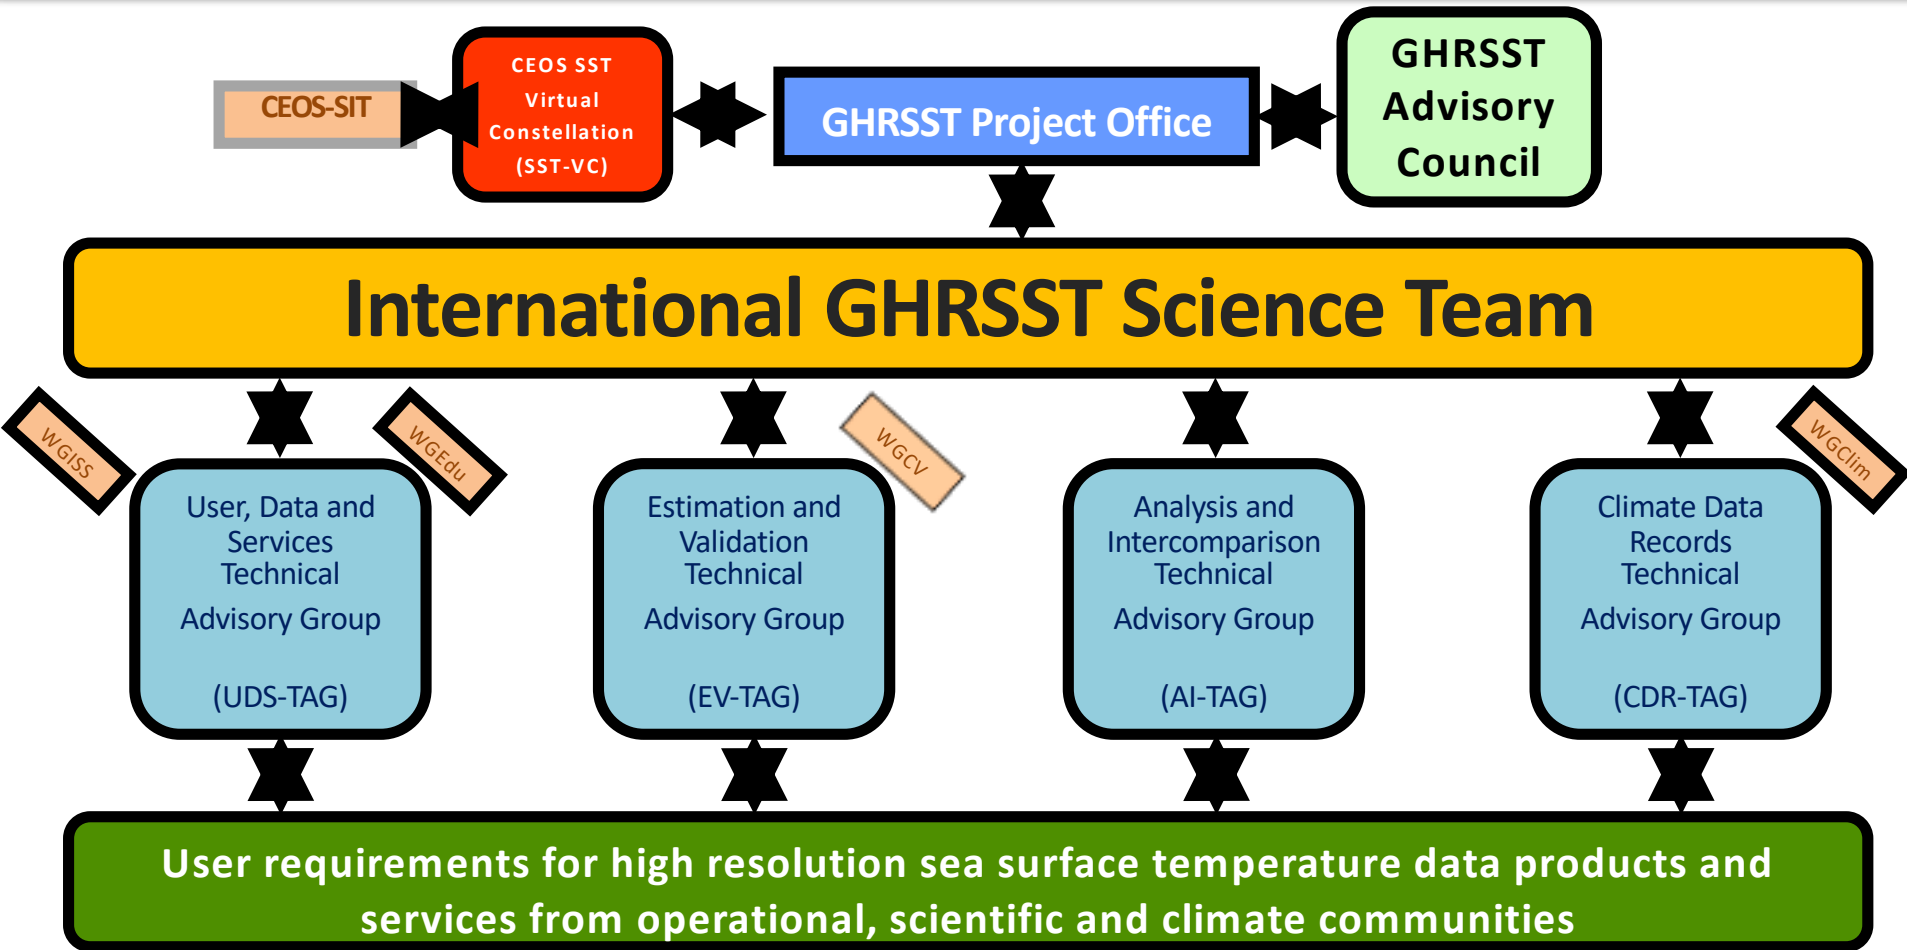 CEOS-SIT
CEOS SST
Virtual
Constellation
(SST-VC)
GHRSST Project Office
GHRSST
Advisory
Council
International GHRSST Science Team
WGISS
WGEdu
WGCV
WGClim
User, Data and
Services
Technical
Advisory Group
(UDS-TAG)
Estimation and
Validation
Technical
Advisory Group
(EV-TAG)
Analysis and
Intercomparison
Technical
Advisory Group
(AI-TAG)
Climate Data
Records
Technical
Advisory Group
(CDR-TAG)
User requirements for high resolution sea surface temperature data products and
services from operational, scientific and climate communities